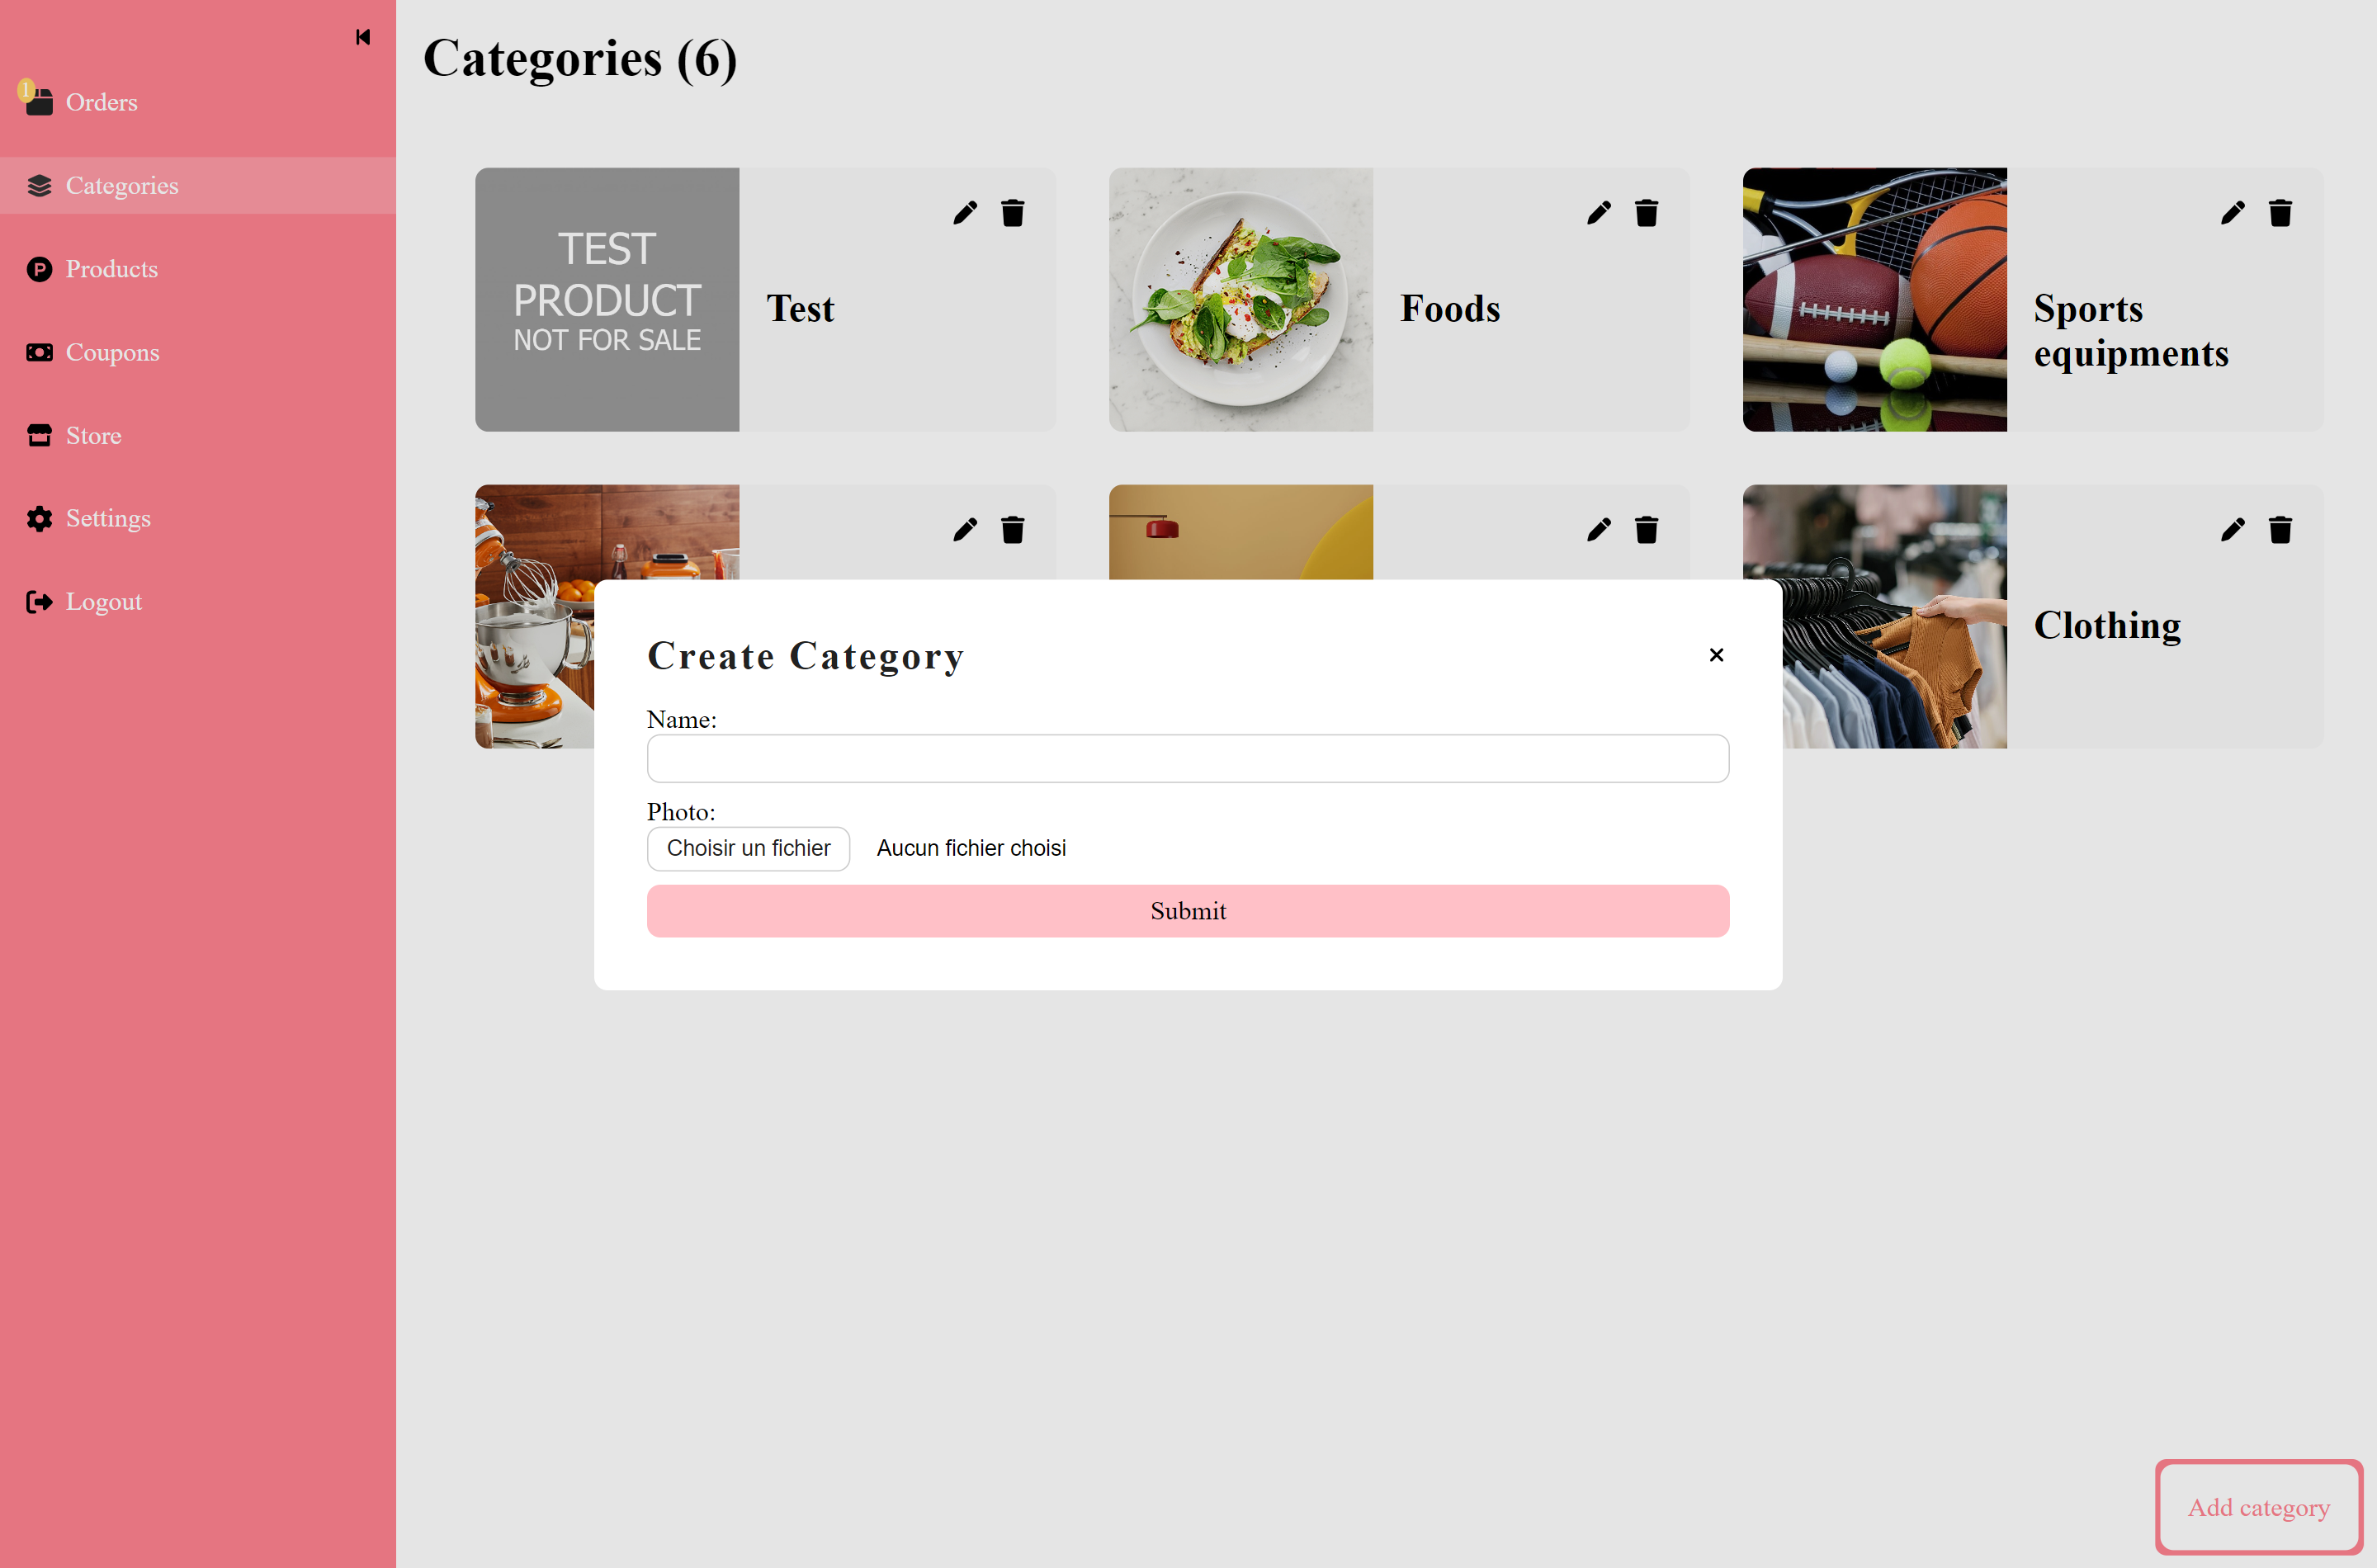 Categories (6)
1
Orders
Categories
Products
Coupons
Store
Settings
Logout
TEST
PRODUCT
NOT FOR SALE
Test
Foods
Sports
equipments
Clothing
Create Category
Name:
Photo:
Choisir un fichier Aucun fichier choisi
Submit
Add category